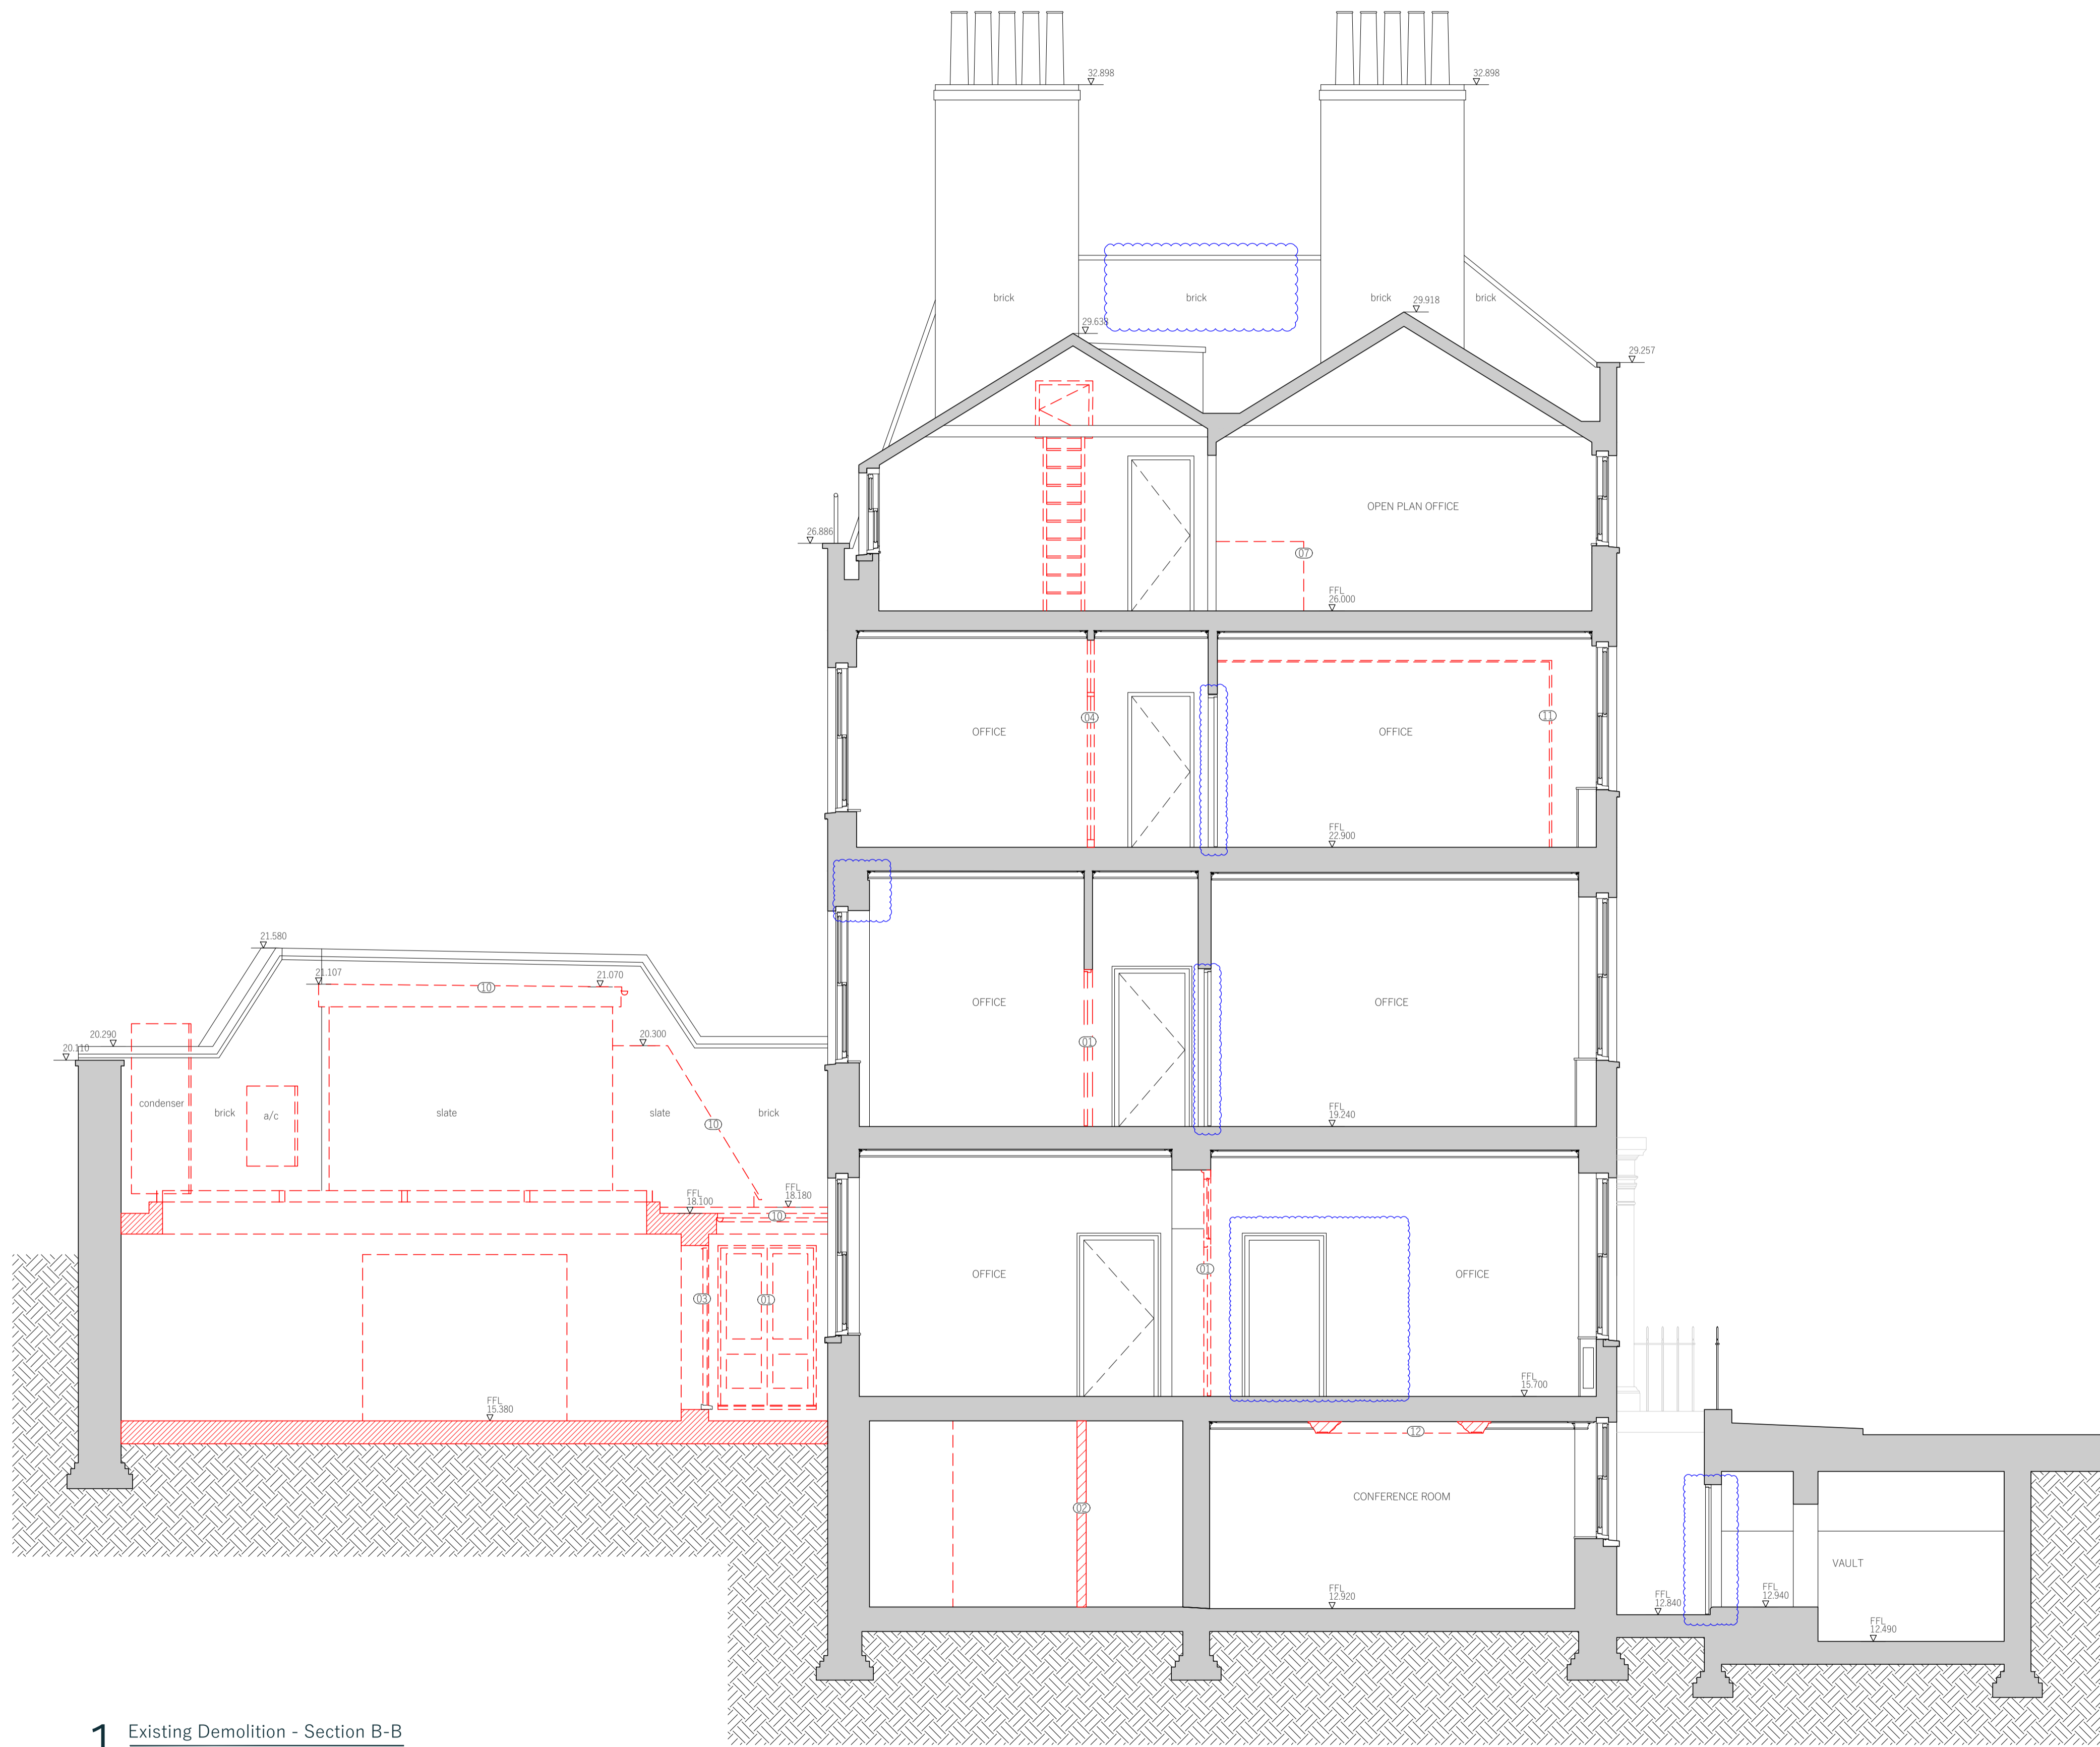 32.898
32.898
brick
brick
brick
29.918
brick
29.638
29.257
OPEN PLAN OFFICE
26.886
07
FFL
26.000
04
11
OFFICE
OFFICE
FFL
22.900
21.580
21.107
21.070
10
OFFICE
OFFICE
20.290
20.300
20.110
01
condenser
brick
a/c
slate
slate
brick
10
FFL
19.240
FFL
18.100
FFL
18.180
10
OFFICE
01
OFFICE
03
01
FFL
15.380
FFL
15.700
12
CONFERENCE ROOM
02
VAULT
FFL
12.920
FFL
12.840
FFL
12.940
FFL
12.490
1 Existing Demolition - Section B-B